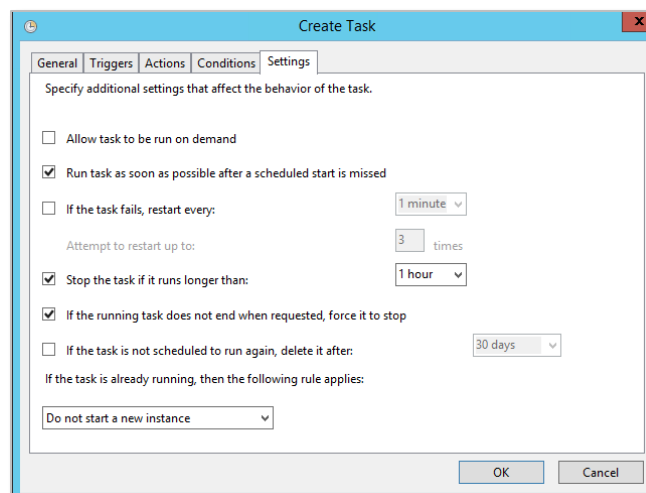 Create Task
x
General Triggers Actions Conditions Settings
Specify additional settings that affect the behavior of the task.
Allow task to be run on demand
Run task as soon as possible after a scheduled start is missed
If the task fails, restart every: 1 minute
Attempt to restart up to: 3 times
Stop the task if it runs longer than: 1 hour
If the running task does not end when requested, force it to stop
If the task is not scheduled to run again, delete it after: 30 days
If the task is already running, then the following rule applies:
Do not start a new instance
OK Cancel